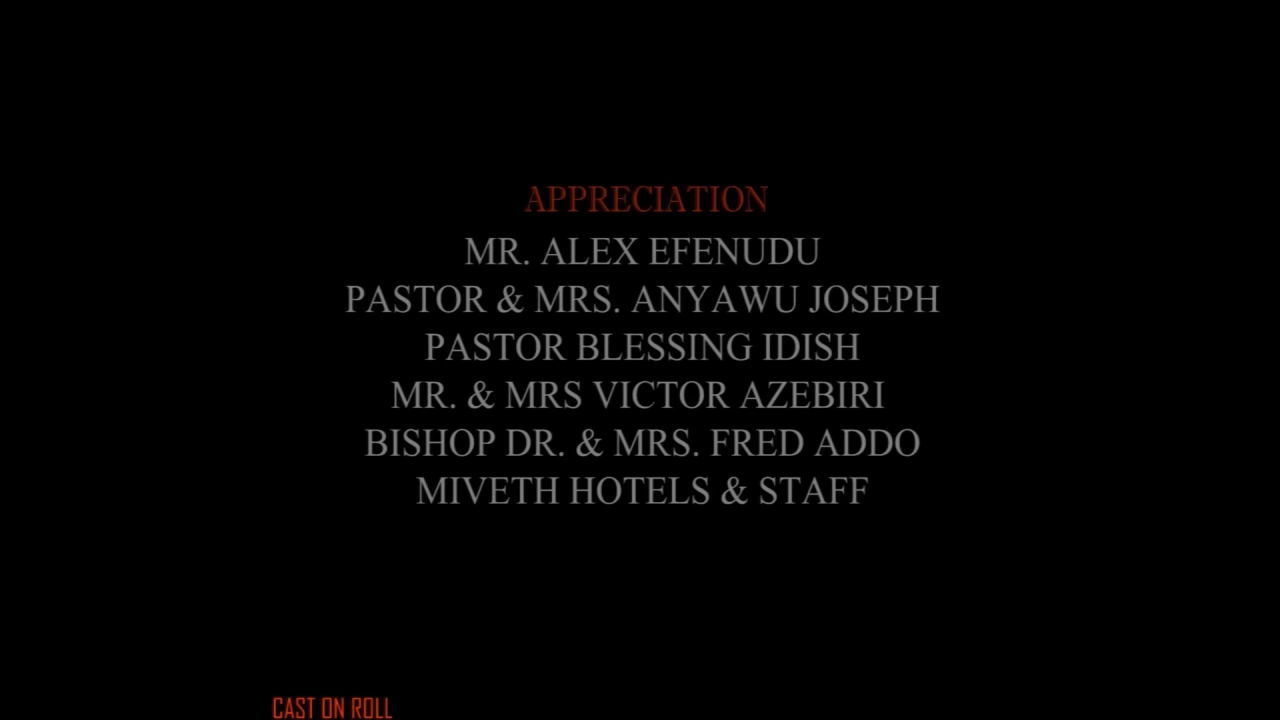 APPRECIATION
MR. ALEX EFENUDU
PASTOR & MRS. ANYAWU JOSEPH
PASTOR BLESSING IDISH
MR. & MRS VICTOR AZEBIRI
BISHOP DR. & MRS. FRED ADDO
MIVETH HOTELS & STAFF
CAST ON ROLL